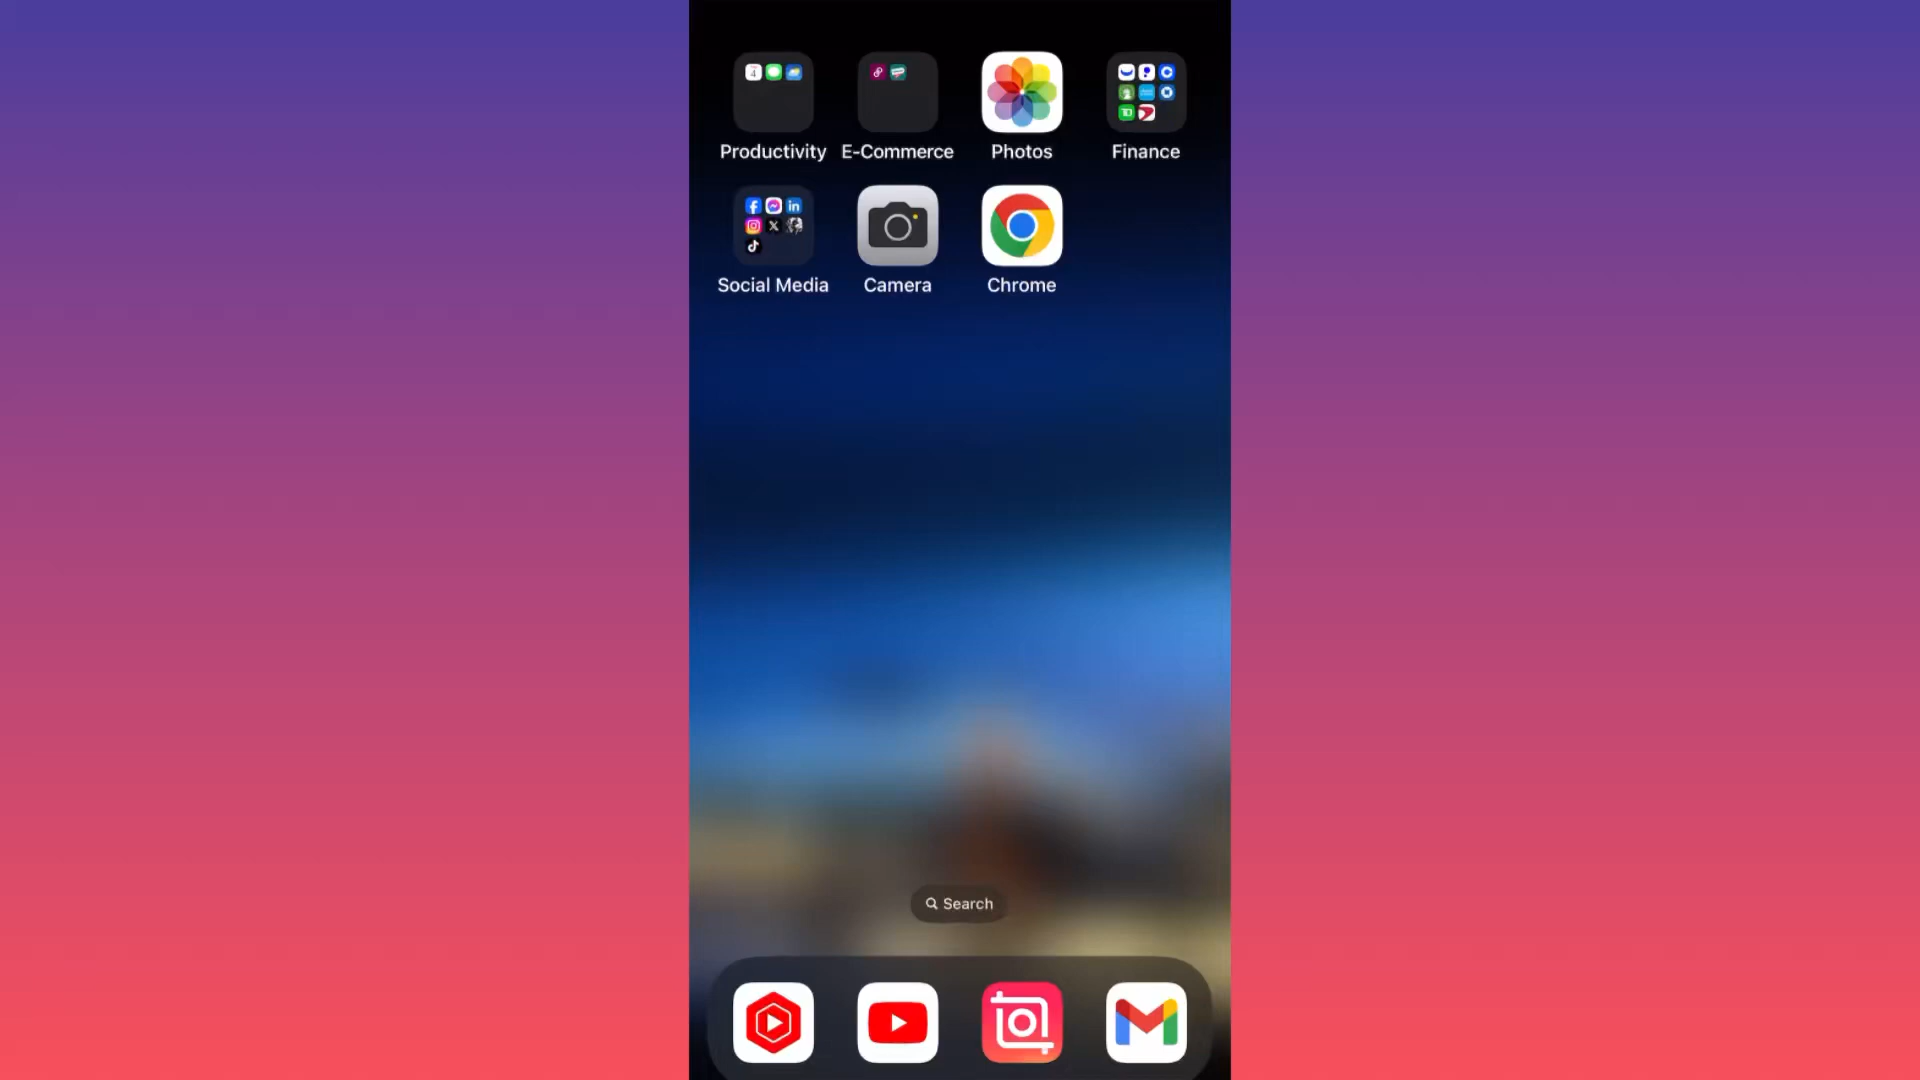 Productivity E-Commerce Photos Finance
Social Media Camera Chrome
Search